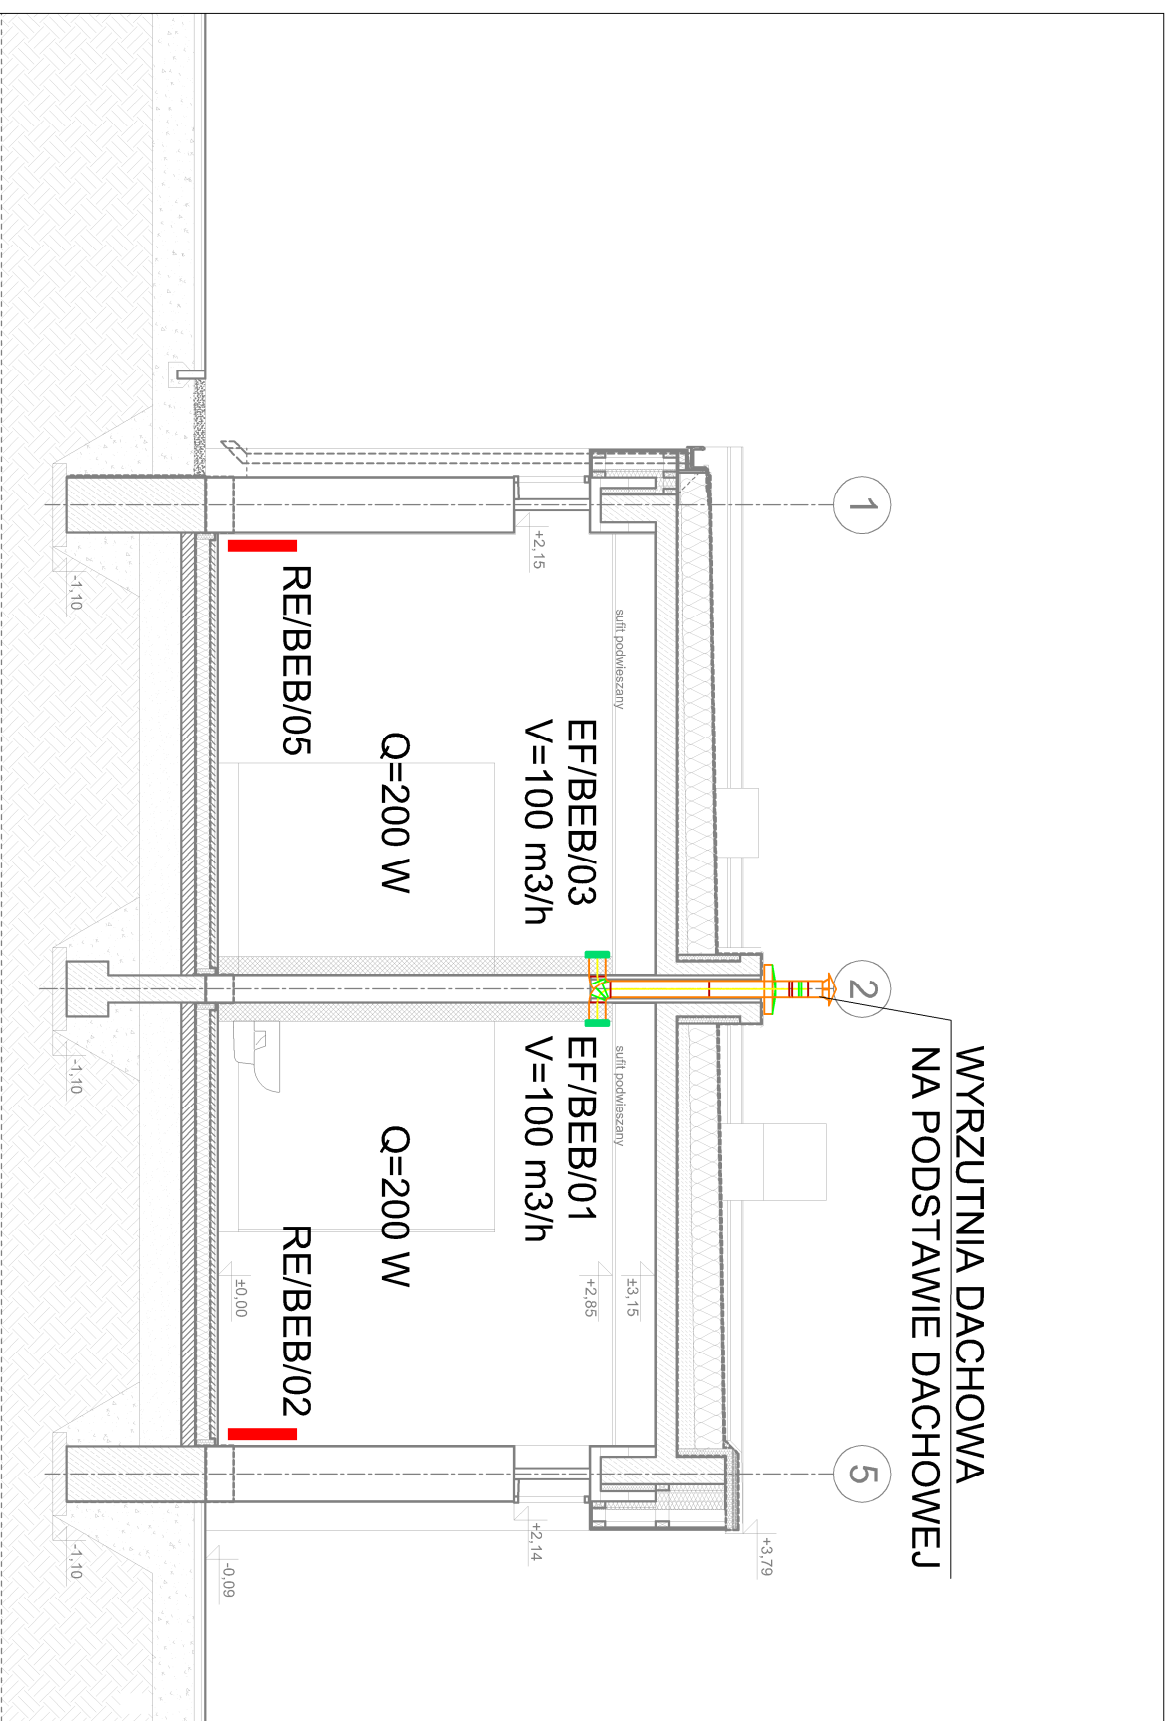 WYRZUTNIA DACHOWA
NA PODSTAWIE DACHOWEJ
1
2
5
+3,79
sufit podwieszany
sufit podwieszany
±3,15
+2,85
EF/BEB/03
V=100 m3/h
EF/BEB/01
V=100 m3/h
+2,15
+2,14
Q=200 W
Q=200 W
RE/BEB/05
RE/BEB/02
±0,00
-0,09
-1,10
-1,10
-1,10